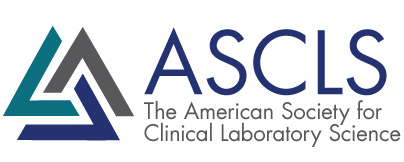 ASCLS
The American Society for
Clinical Laboratory Science